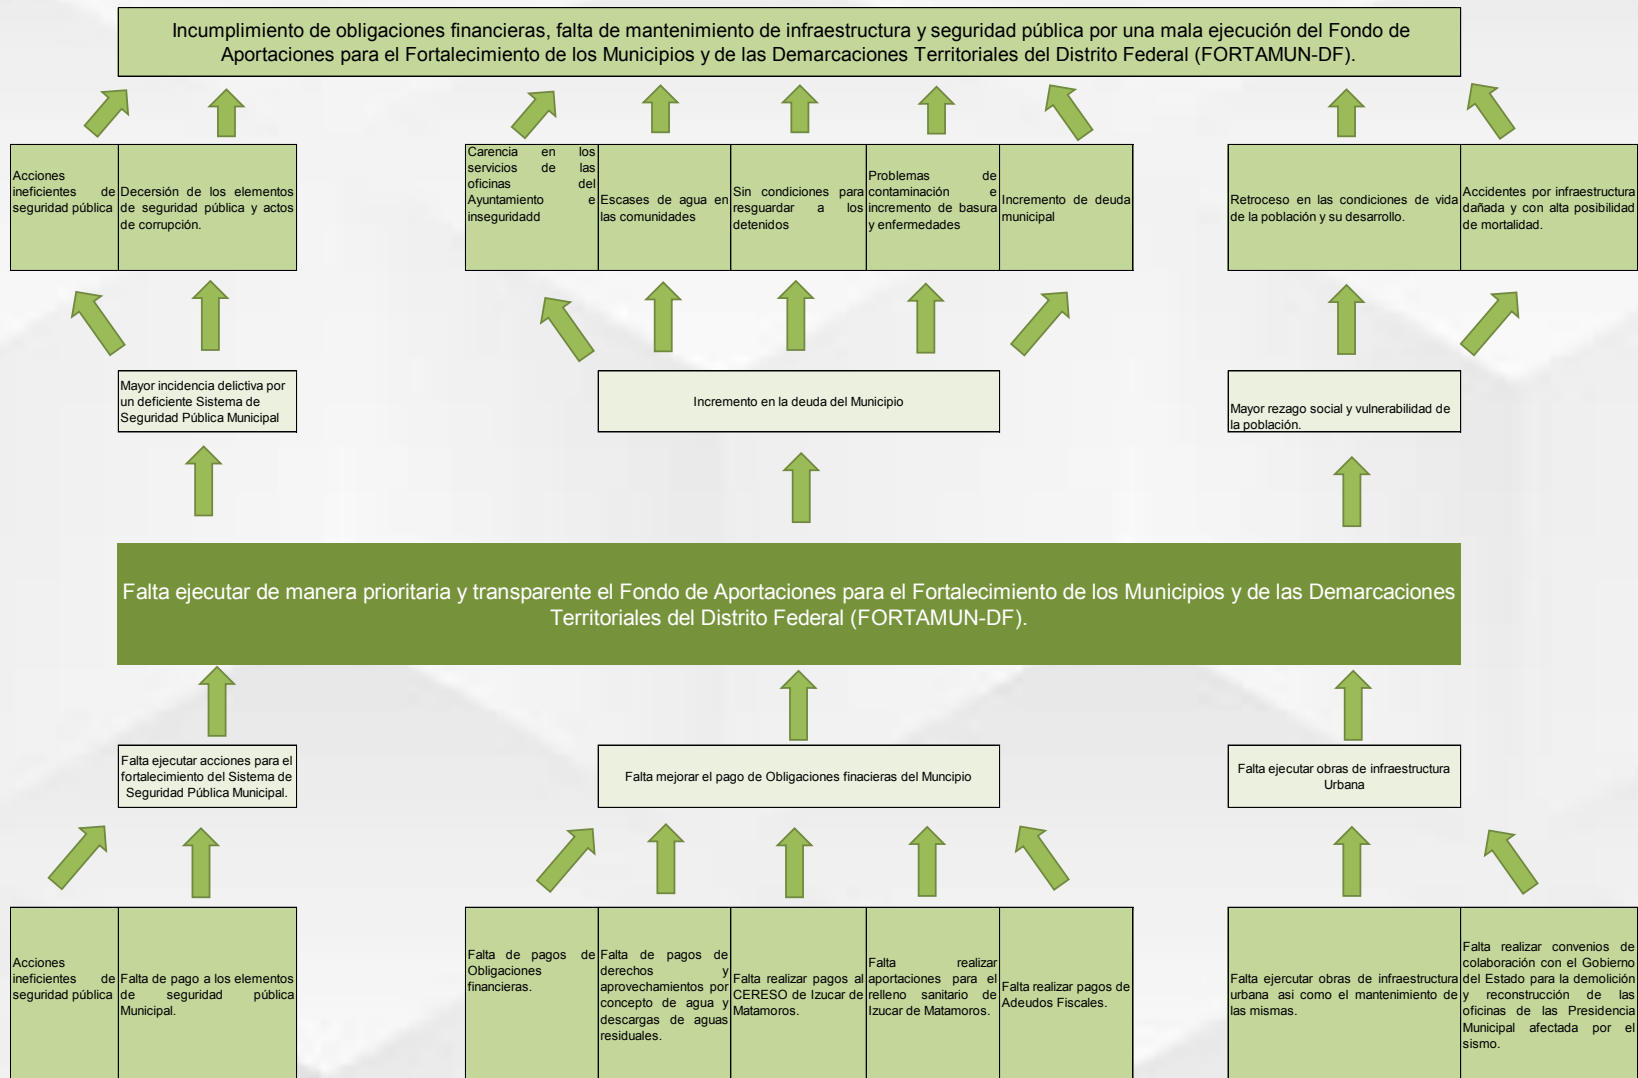 Incumplimiento de obligaciones financieras, falta de mantenimiento de infraestructura y seguridad pública por una mala ejecución del Fondo de
Aportaciones para el Fortalecimiento de los Municipios y de las Demarcaciones Territoriales del Distrito Federal (FORTAMUN-DF).
Acciones
ineficientes de
seguridad pública
Decersión de los elementos
de seguridad pública y actos
de corrupción.
Carencia en los
servicios de las
oficinas del
Ayuntamiento e
inseguridadd
Escases de agua en
las comunidades
Sin condiciones para
resguardar a los
detenidos
Problemas de
contaminación e
incremento de basura
y enfermedades
Incremento de deuda
municipal
Retroceso en las condiciones de vida
de la población y su desarrollo.
Accidentes por infraestructura
dañada y con alta posibilidad
de mortalidad.
Mayor incidencia delictiva por
un deficiente Sistema de
Seguridad Pública Municipal
Incremento en la deuda del Municipio
Mayor rezago social y vulnerabilidad de
la población.
Falta ejecutar de manera prioritaria y transparente el Fondo de Aportaciones para el Fortalecimiento de los Municipios y de las Demarcaciones
Territoriales del Distrito Federal (FORTAMUN-DF).
Falta ejecutar acciones para el
fortalecimiento del Sistema de
Seguridad Pública Municipal.
Falta mejorar el pago de Obligaciones finacieras del Muncipio
Falta ejecutar obras de infraestructura
Urbana
Acciones
ineficientes de
seguridad pública
Falta de pago a los elementos
de seguridad pública
Municipal.
Falta de pagos de
Obligaciones
financieras.
Falta de pagos de
derechos y
aprovechamientos por
concepto de agua y
descargas de aguas
residuales.
Falta realizar pagos al
CERESO de Izucar de
Matamoros.
Falta realizar
aportaciones para el
relleno sanitario de
Izucar de Matamoros.
Falta realizar pagos de
Adeudos Fiscales.
Falta ejercutar obras de infraestructura
urbana asi como el mantenimiento de
las mismas.
Falta realizar convenios de
colaboración con el Gobierno
del Estado para la demolición
y reconstrucción de las
oficinas de las Presidencia
Municipal afectada por el
sismo.